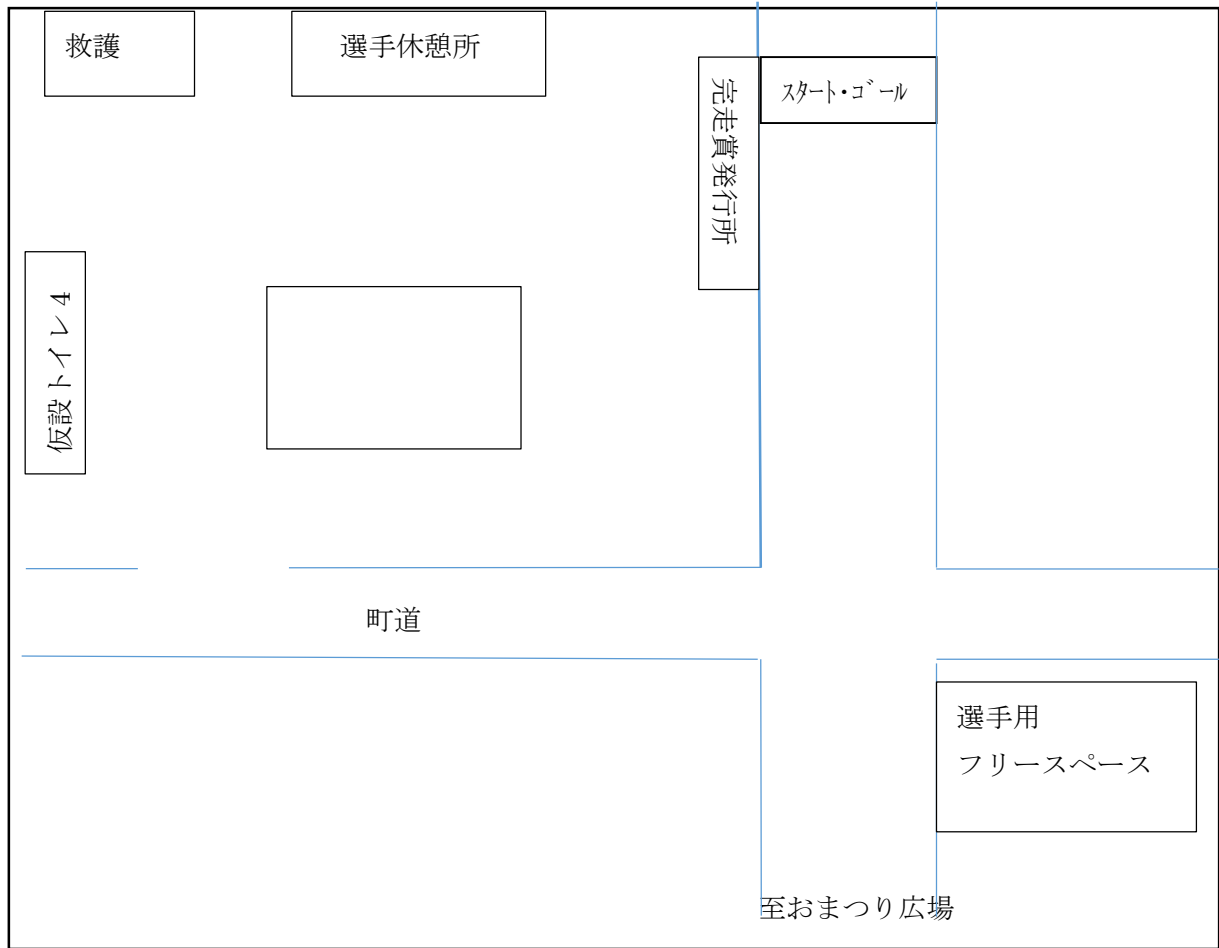 救護
選手休憩所
スタート・ゴール
完走賞発行所
仮設トイレ4
町道
選手用
フリースペース
至おまつり広場